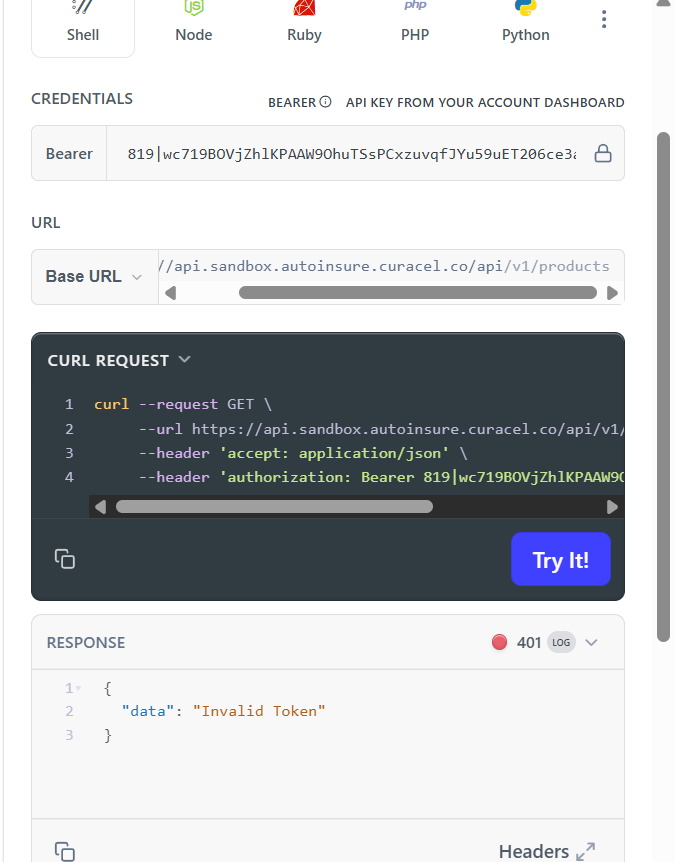 js
php
Shell
Node
Ruby
PHP
Python
CREDENTIALS
BEARER
API KEY FROM YOUR ACCOUNT DASHBOARD
Bearer
819|wc719BOVjZhlKPAAW9OhuTSsPCxzuvqfJYu59uET206ce3a
URL
Base URL
//api.sandbox.autoinsure.curacel.co/api/v1/products
CURL REQUEST
1 curl --request GET \
2 --url https://api.sandbox.autoinsure.curacel.co/api/v1/
3 --header 'accept: application/json' \
4 --header 'authorization: Bearer 819|wc719BOVjZhlKPAAW9O
Try It!
RESPONSE
401 LOG
1 {
2 "data": "Invalid Token"
3 }
Headers